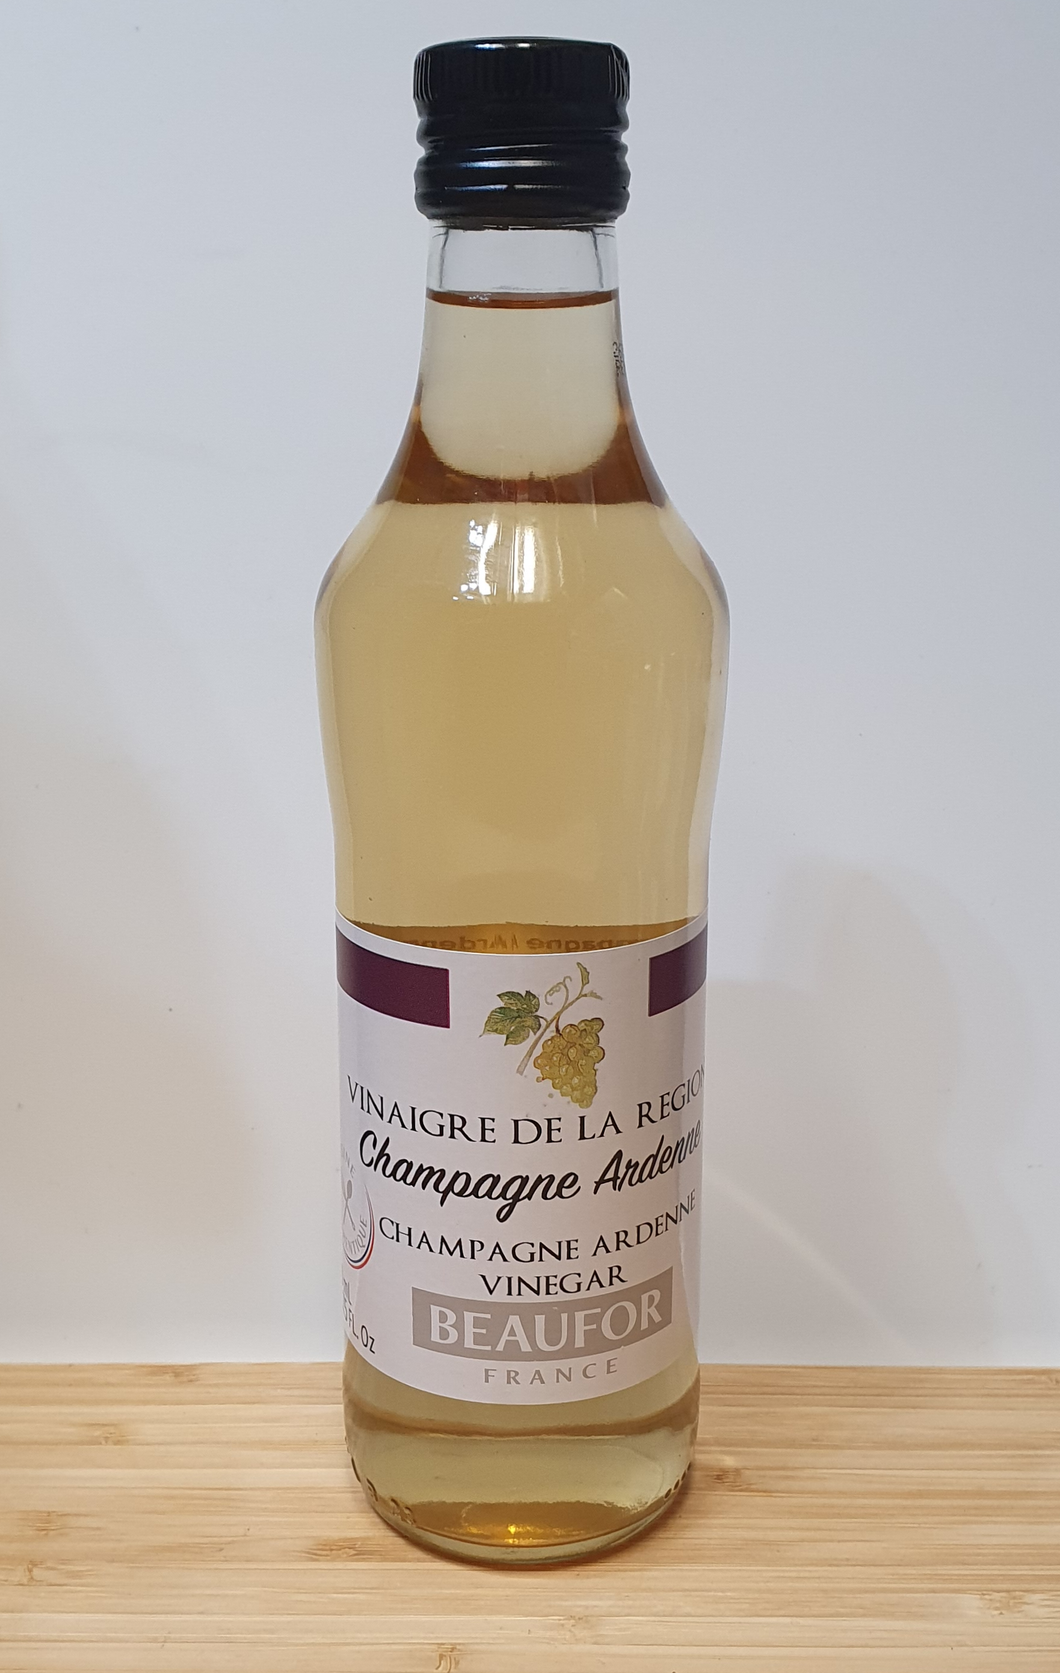 VINAIGRE DE LA REGION
Champagne Ardenne
CHAMPAGNE ARDENNE
VINEGAR
BEAUFOR
FRANCE
FL. Oz